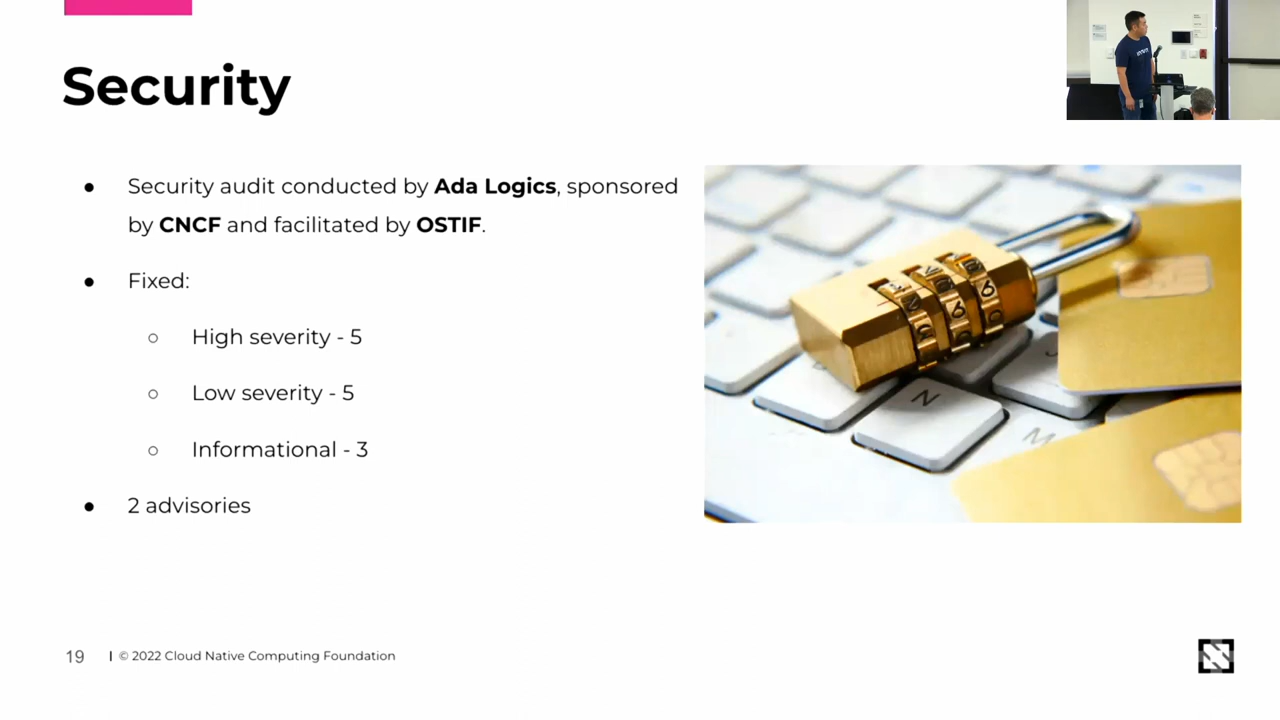 Security
● Security audit conducted by Ada Logics, sponsored
by CNCF and facilitated by OSTIF.
● Fixed:
○ High severity - 5
○ Low severity - 5
○ Informational - 3
● 2 advisories
N
M
19 | © 2022 Cloud Native Computing Foundation